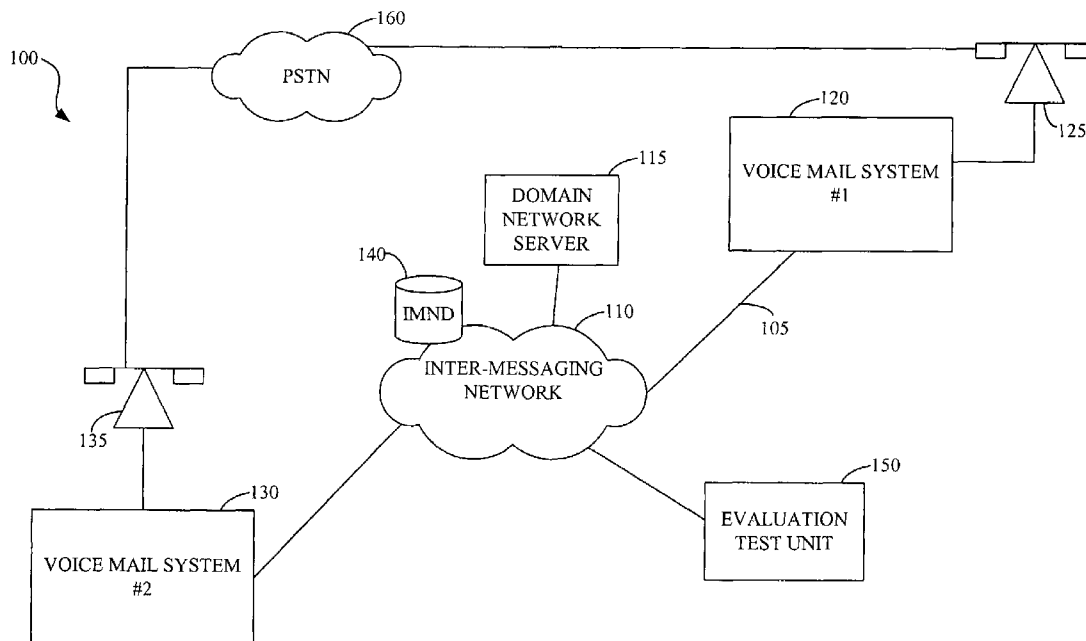 160
100
PSTN
120
125
VOICE MAIL SYSTEM
#1
115
DOMAIN
NETWORK
SERVER
140
IMND
110
105
INTER-MESSAGING
NETWORK
135
150
130
EVALUATION
TEST UNIT
VOICE MAIL SYSTEM
#2